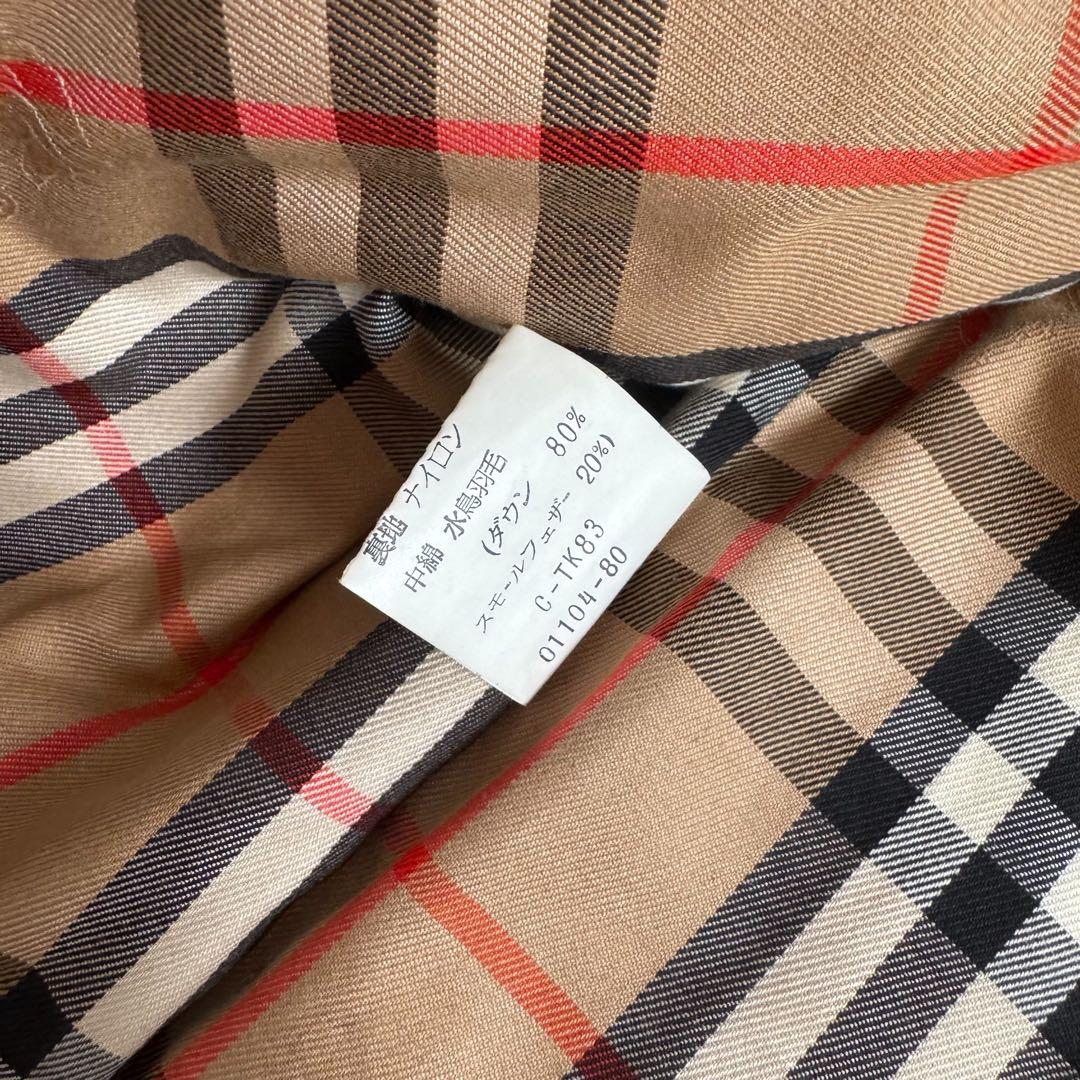 裏地 ナイロン
中綿 水鳥羽毛
(ダウン 80%
スモールフェザー 20%)
C-TK83
01104-80